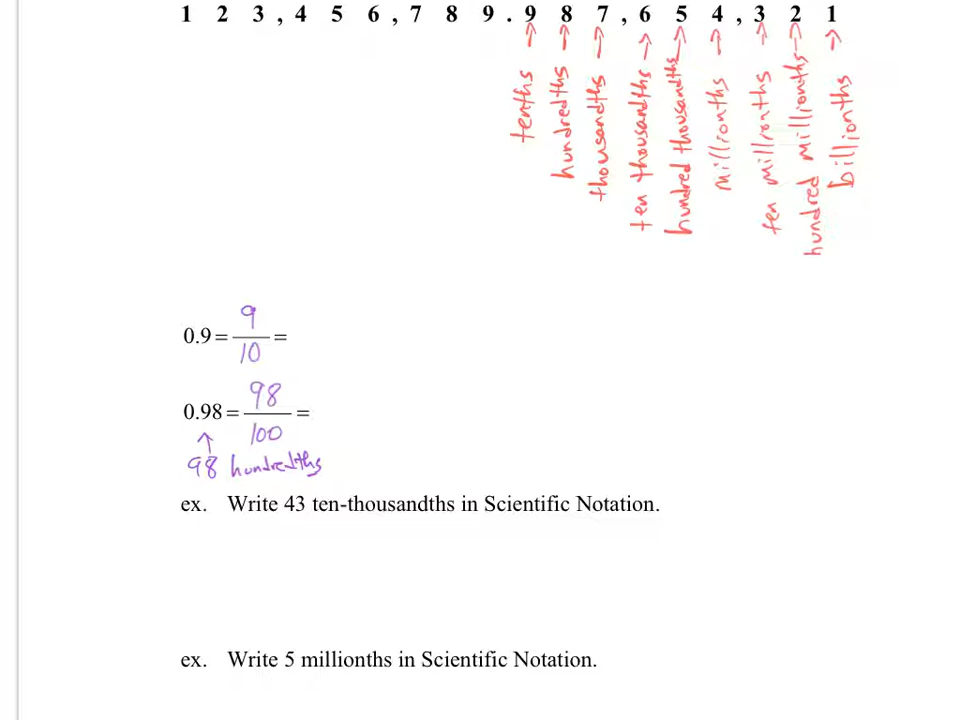 1 2 3 , 4 5 6 , 7 8 9 . 9 8 7 , 6 5 4 , 3 2 1
tenths
hundredths
thousandths
ten thousandths
hundred thousandths
millionths
ten millionths
hundred millionths
billionths
0.9 = 9/10 =
0.98 = 98/100 =
98 hundredths
ex. Write 43 ten-thousandths in Scientific Notation.
ex. Write 5 millionths in Scientific Notation.